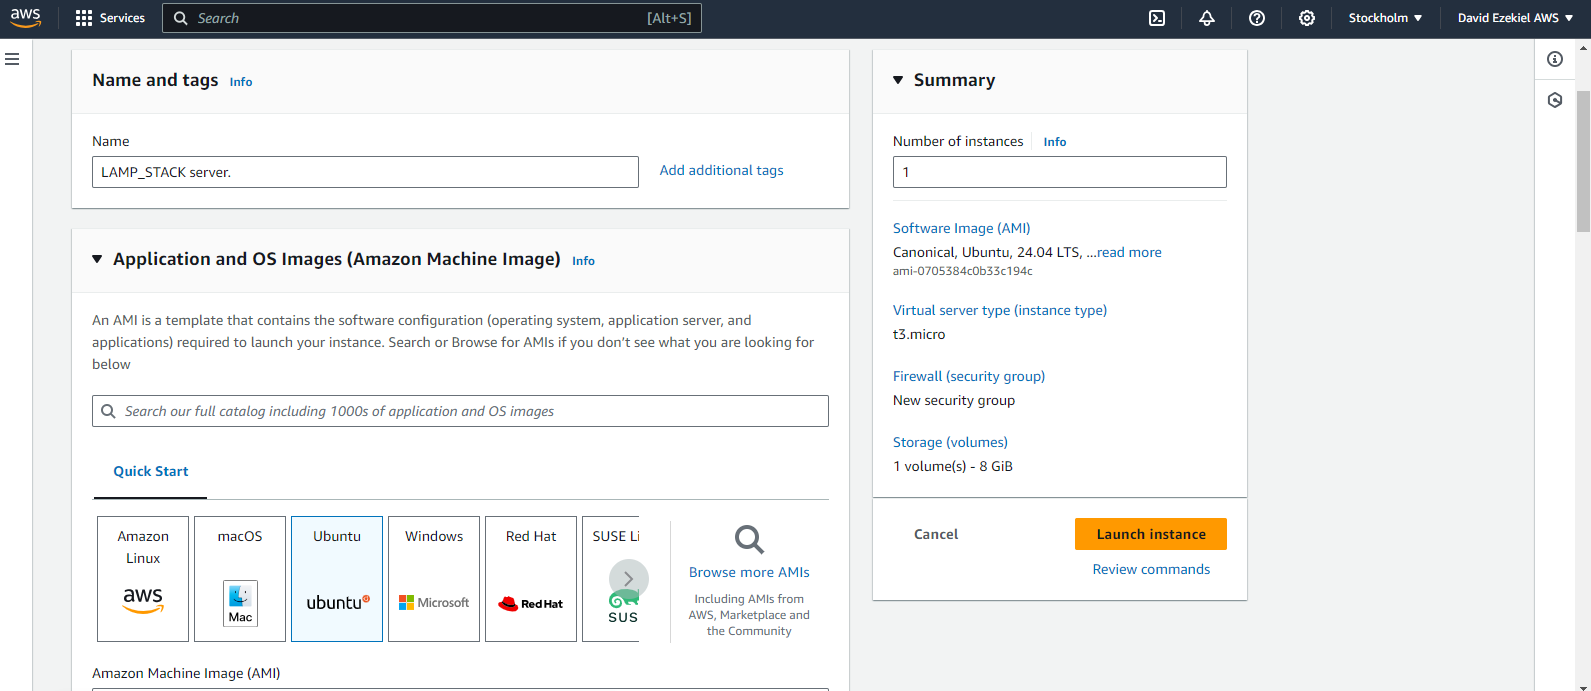 aws
Services
Search
[Alt+S]
Stockholm ▼
David Ezekiel AWS ▼
Name and tags Info
Name
LAMP_STACK server.
Add additional tags
▼ Application and OS Images (Amazon Machine Image) Info
An AMI is a template that contains the software configuration (operating system, application server, and
applications) required to launch your instance. Search or Browse for AMIs if you don't see what you are looking for
below
Search our full catalog including 1000s of application and OS images
Quick Start
Amazon
Linux
aws
macOS
Mac
Ubuntu
ubuntu
Windows
Microsoft
Red Hat
Red Hat
SUSE Li
SUS
Browse more AMIs
Including AMIs from
AWS, Marketplace and
the Community
Amazon Machine Image (AMI)
▼ Summary
Number of instances Info
1
Software Image (AMI)
Canonical, Ubuntu, 24.04 LTS, ...read more
ami-0705384c0b33c194c
Virtual server type (instance type)
t3.micro
Firewall (security group)
New security group
Storage (volumes)
1 volume(s) - 8 GiB
Cancel
Launch instance
Review commands